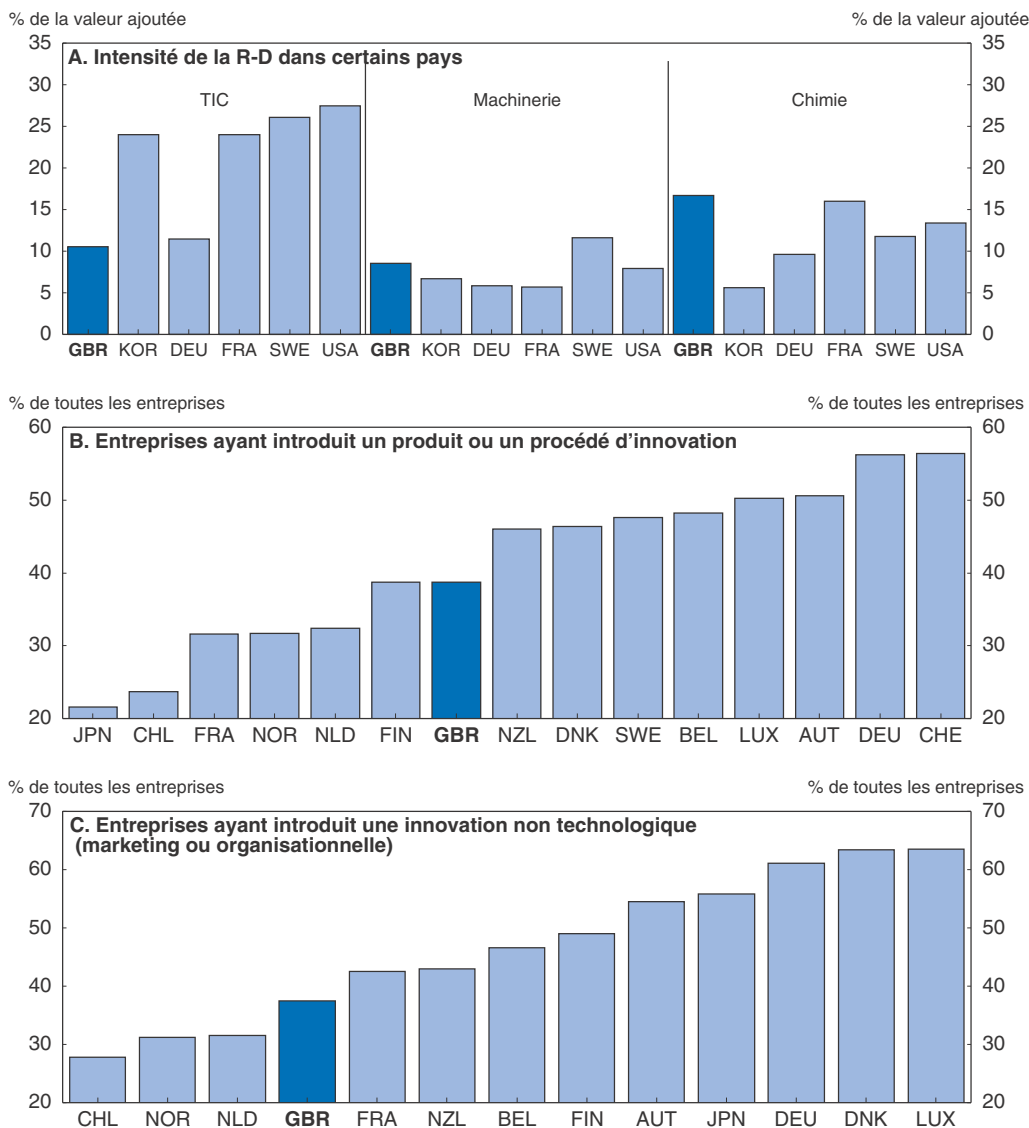 % de la valeur ajoutée % de la valeur ajoutée
35 35
A. Intensité de la R-D dans certains pays
30 30
TIC Machinerie Chimie
25 25
20 20
15 15
10 10
5 5
0 0
GBR KOR DEU FRA SWE USA GBR KOR DEU FRA SWE USA GBR KOR DEU FRA SWE USA
% de toutes les entreprises % de toutes les entreprises
60 60
B. Entreprises ayant introduit un produit ou un procédé d'innovation
50 50
40 40
30 30
20 20
JPN CHL FRA NOR NLD FIN GBR NZL DNK SWE BEL LUX AUT DEU CHE
% de toutes les entreprises % de toutes les entreprises
70 70
C. Entreprises ayant introduit une innovation non technologique
(marketing ou organisationnelle)
60 60
50 50
40 40
30 30
20 20
CHL NOR NLD GBR FRA NZL BEL FIN AUT JPN DEU DNK LUX